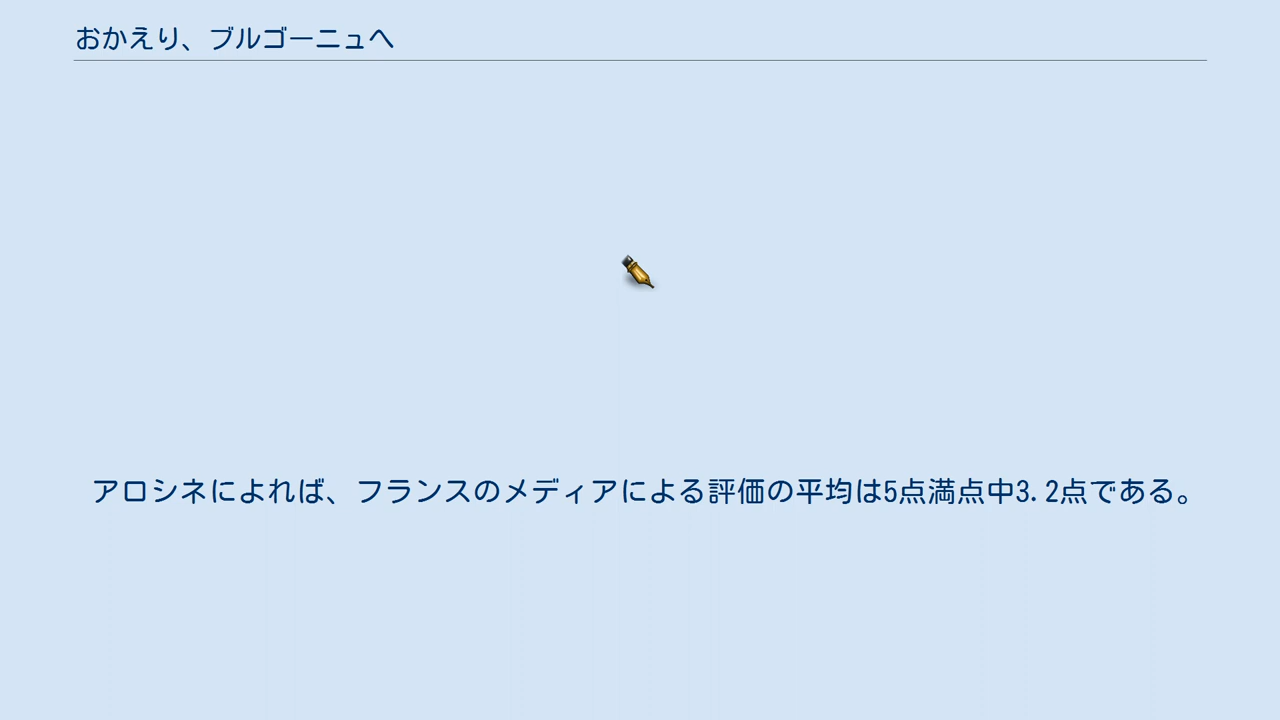 おかえり、ブルゴーニュへ
アロシネによれば、フランスのメディアによる評価の平均は5点満点中3.2点である。